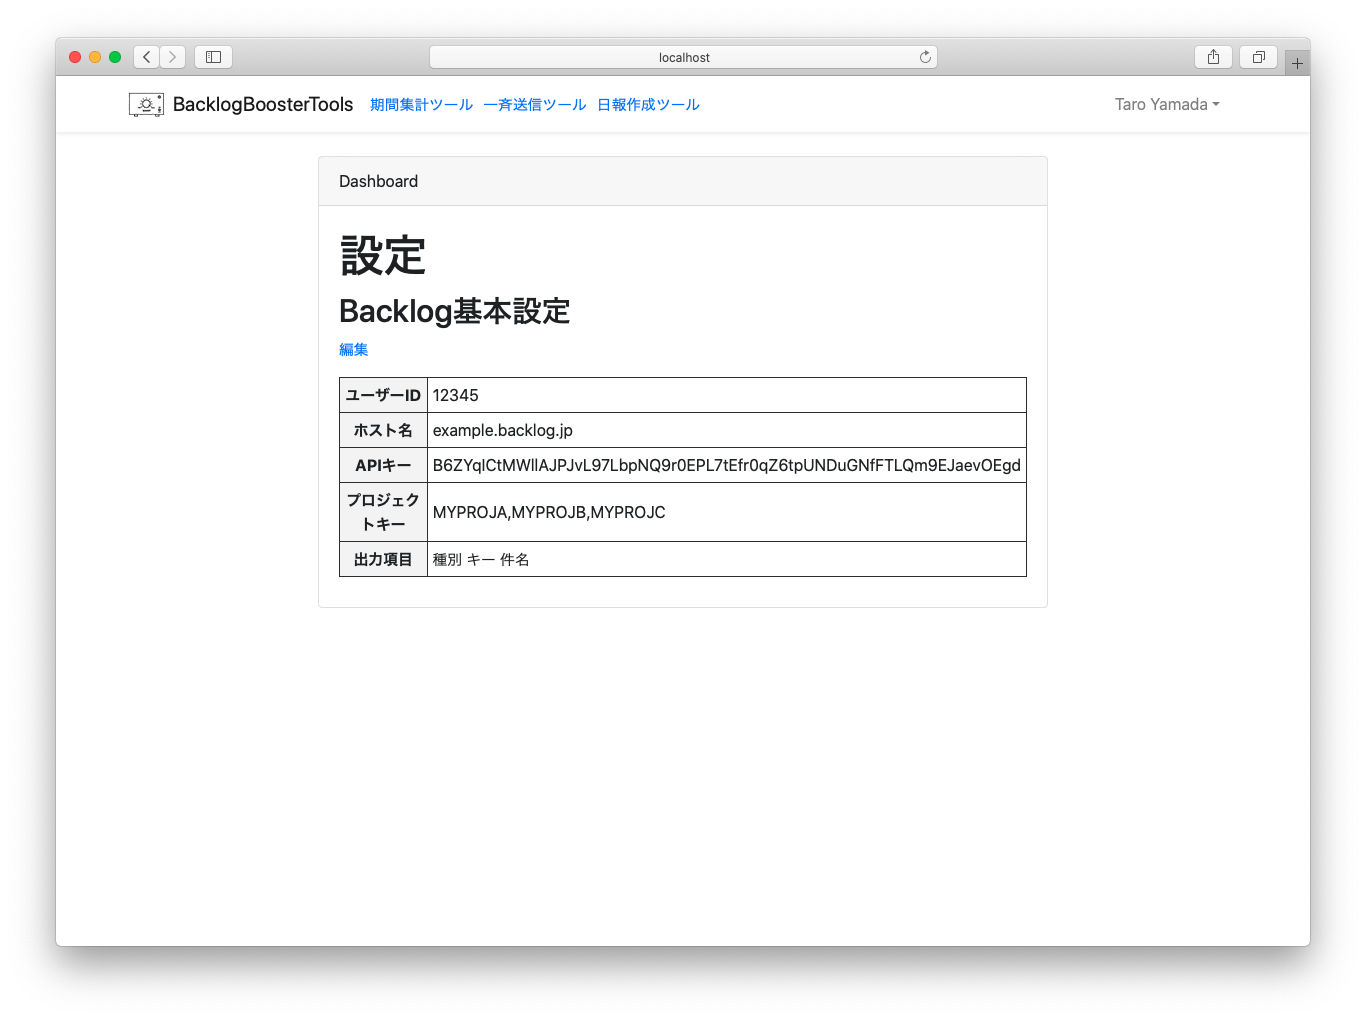 localhost
BacklogBoosterTools 期間集計ツール 一斉送信ツール 日報作成ツール Taro Yamada
Dashboard
設定
Backlog基本設定
編集
ユーザーID 12345
ホスト名 example.backlog.jp
APIキー B6ZYqlCtMWllAJPJvL97LbpNQ9r0EPL7tEfr0qZ6tpUNDuGNfFTLQm9EJaevOEgd
プロジェク
トキー MYPROJA,MYPROJB,MYPROJC
出力項目 種別 キー 件名